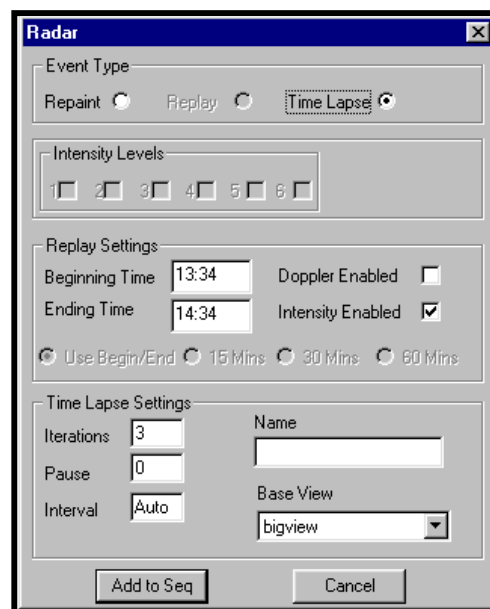 Radar
Event Type
Repaint Replay Time Lapse
Intensity Levels
1 2 3 4 5 6
Replay Settings
Beginning Time 13:34 Doppler Enabled
Ending Time 14:34 Intensity Enabled
Use Begin/End 15 Mins 30 Mins 60 Mins
Time Lapse Settings
Iterations 3 Name
Pause 0
Interval Auto Base View
bigview
Add to Seq Cancel